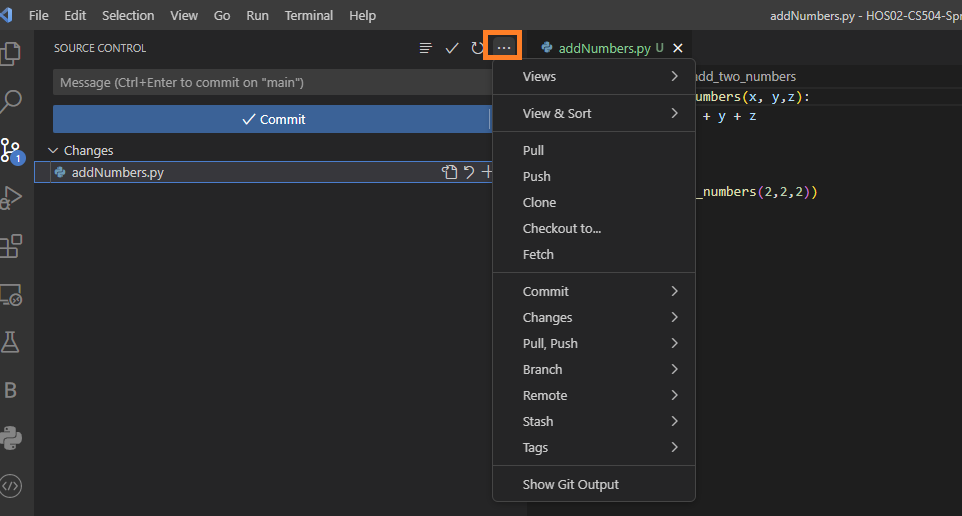 File Edit Selection View Go Run Terminal Help
addNumbers.py - HOS02-CS504-Spr
SOURCE CONTROL
addNumbers.py U
Message (Ctrl+Enter to commit on "main")
Commit
Changes
addNumbers.py
1
B
Views
View & Sort
Pull
Push
Clone
Checkout to...
Fetch
Commit
Changes
Pull, Push
Branch
Remote
Stash
Tags
Show Git Output
dd_two_numbers
umbers(x, y,z):
+ y + z
_numbers(2,2,2))